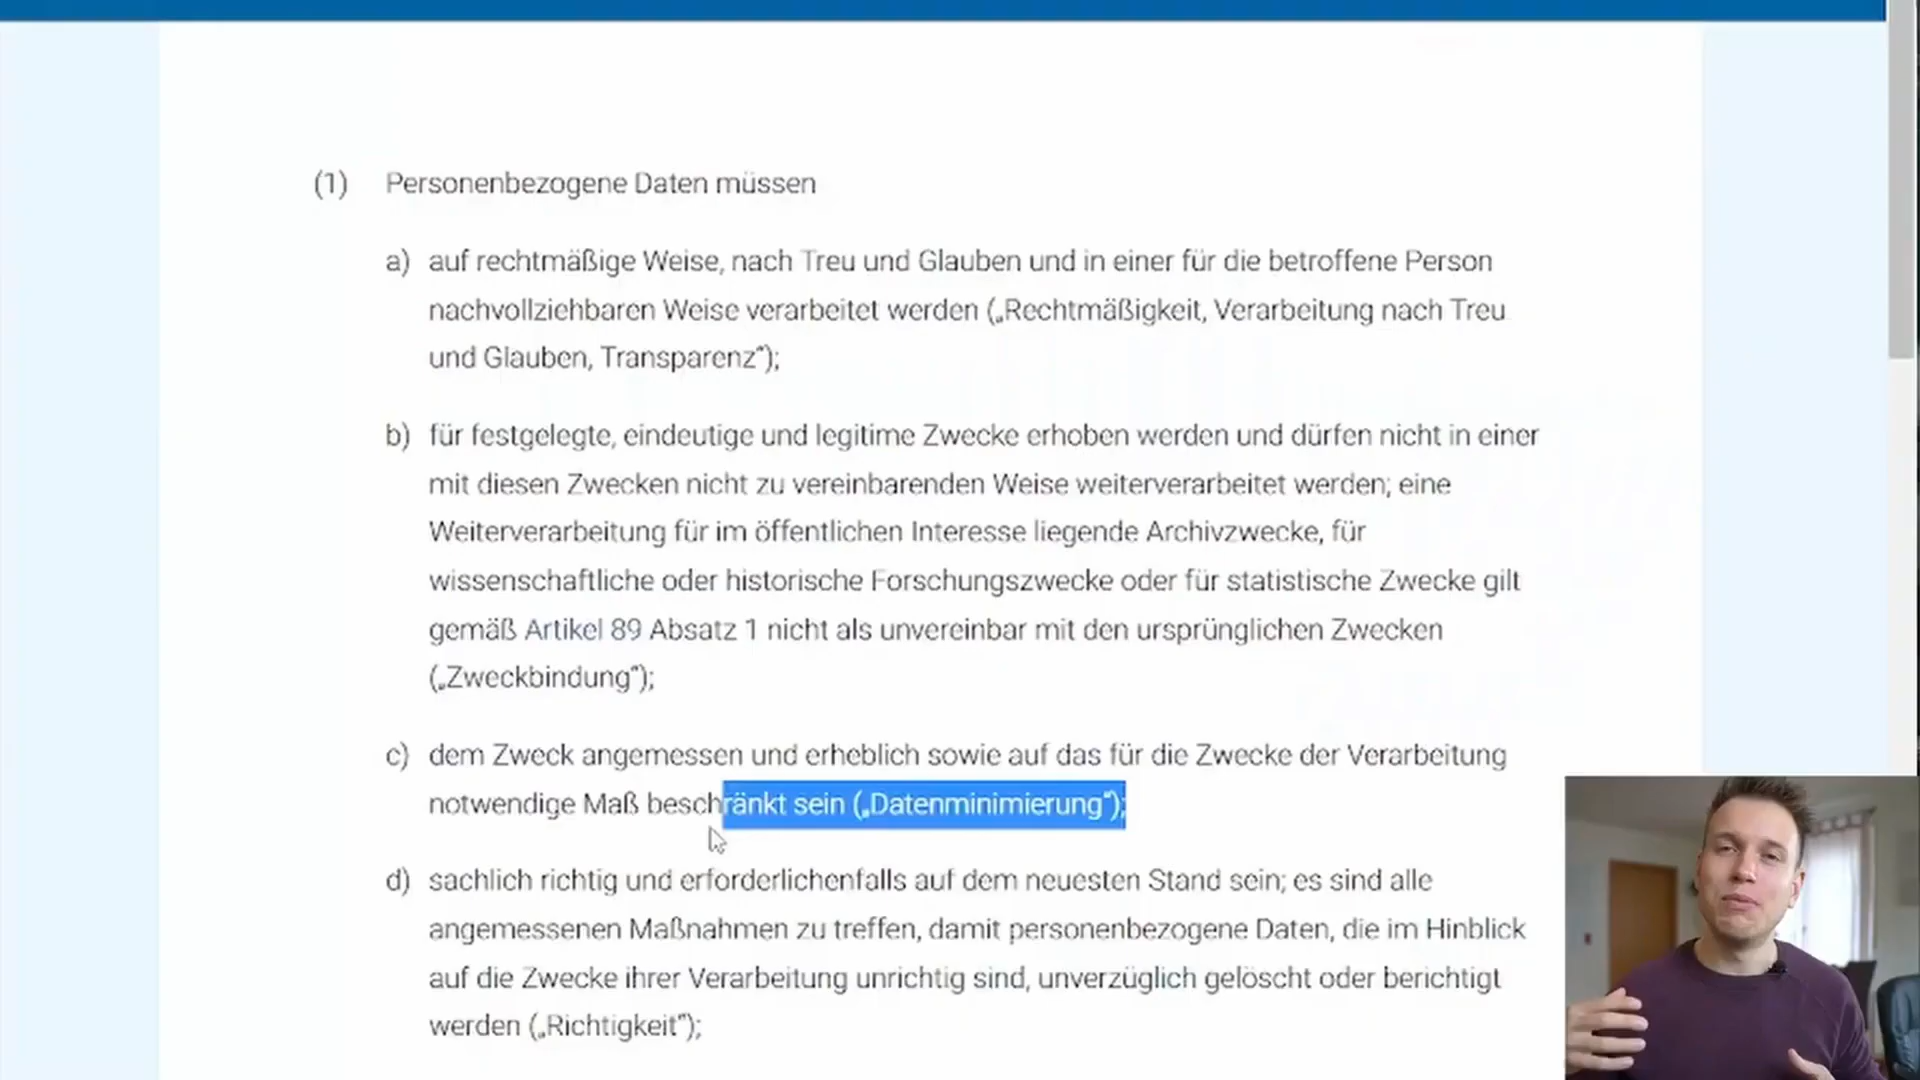 (1) Personenbezogene Daten müssen
a) auf rechtmäßige Weise, nach Treu und Glauben und in einer für die betroffene Person
nachvollziehbaren Weise verarbeitet werden („Rechtmäßigkeit, Verarbeitung nach Treu
und Glauben, Transparenz“);
b) für festgelegte, eindeutige und legitime Zwecke erhoben werden und dürfen nicht in einer
mit diesen Zwecken nicht zu vereinbarenden Weise weiterverarbeitet werden; eine
Weiterverarbeitung für im öffentlichen Interesse liegende Archivzwecke, für
wissenschaftliche oder historische Forschungszwecke oder für statistische Zwecke gilt
gemäß Artikel 89 Absatz 1 nicht als unvereinbar mit den ursprünglichen Zwecken
(„Zweckbindung“);
c) dem Zweck angemessen und erheblich sowie auf das für die Zwecke der Verarbeitung
notwendige Maß beschränkt sein („Datenminimierung“);
d) sachlich richtig und erforderlichenfalls auf dem neuesten Stand sein; es sind alle
angemessenen Maßnahmen zu treffen, damit personenbezogene Daten, die im Hinblick
auf die Zwecke ihrer Verarbeitung unrichtig sind, unverzüglich gelöscht oder berichtigt
werden („Richtigkeit“);